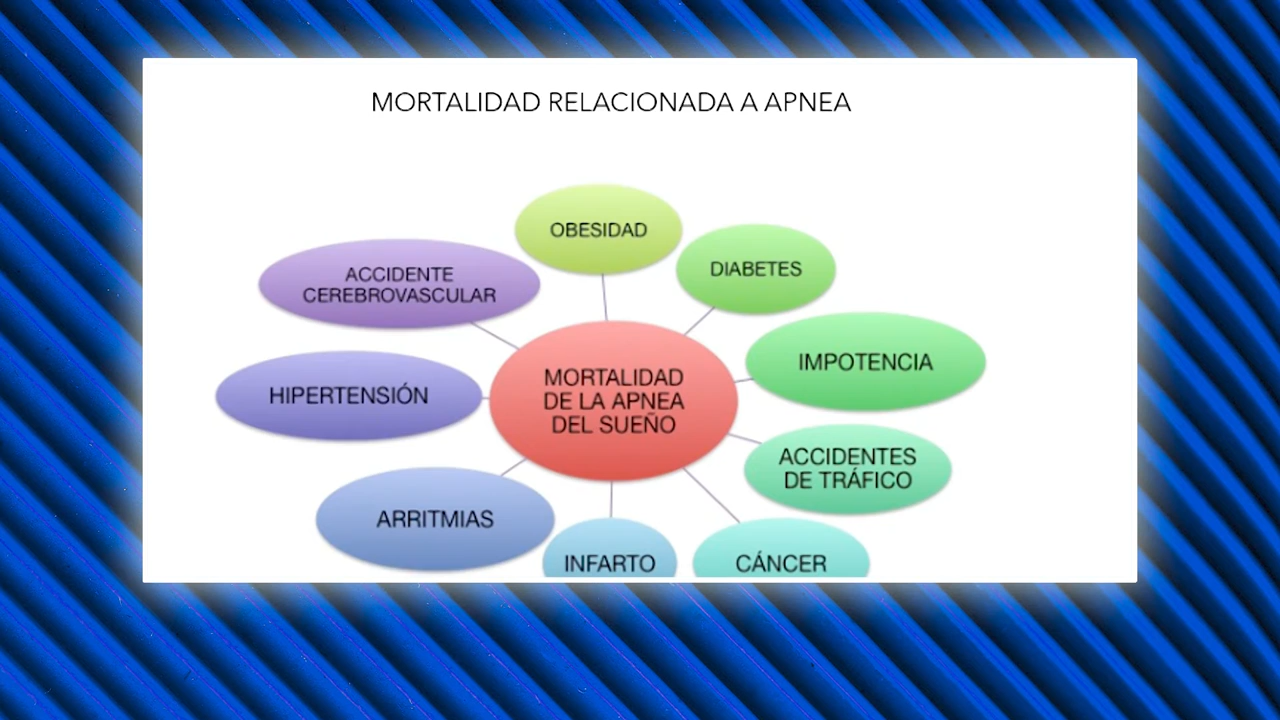 MORTALIDAD RELACIONADA A APNEA
OBESIDAD
DIABETES
ACCIDENTE
CEREBROVASCULAR
IMPOTENCIA
MORTALIDAD
DE LA APNEA
DEL SUEÑO
HIPERTENSIÓN
ACCIDENTES
DE TRÁFICO
ARRITMIAS
INFARTO
CÁNCER